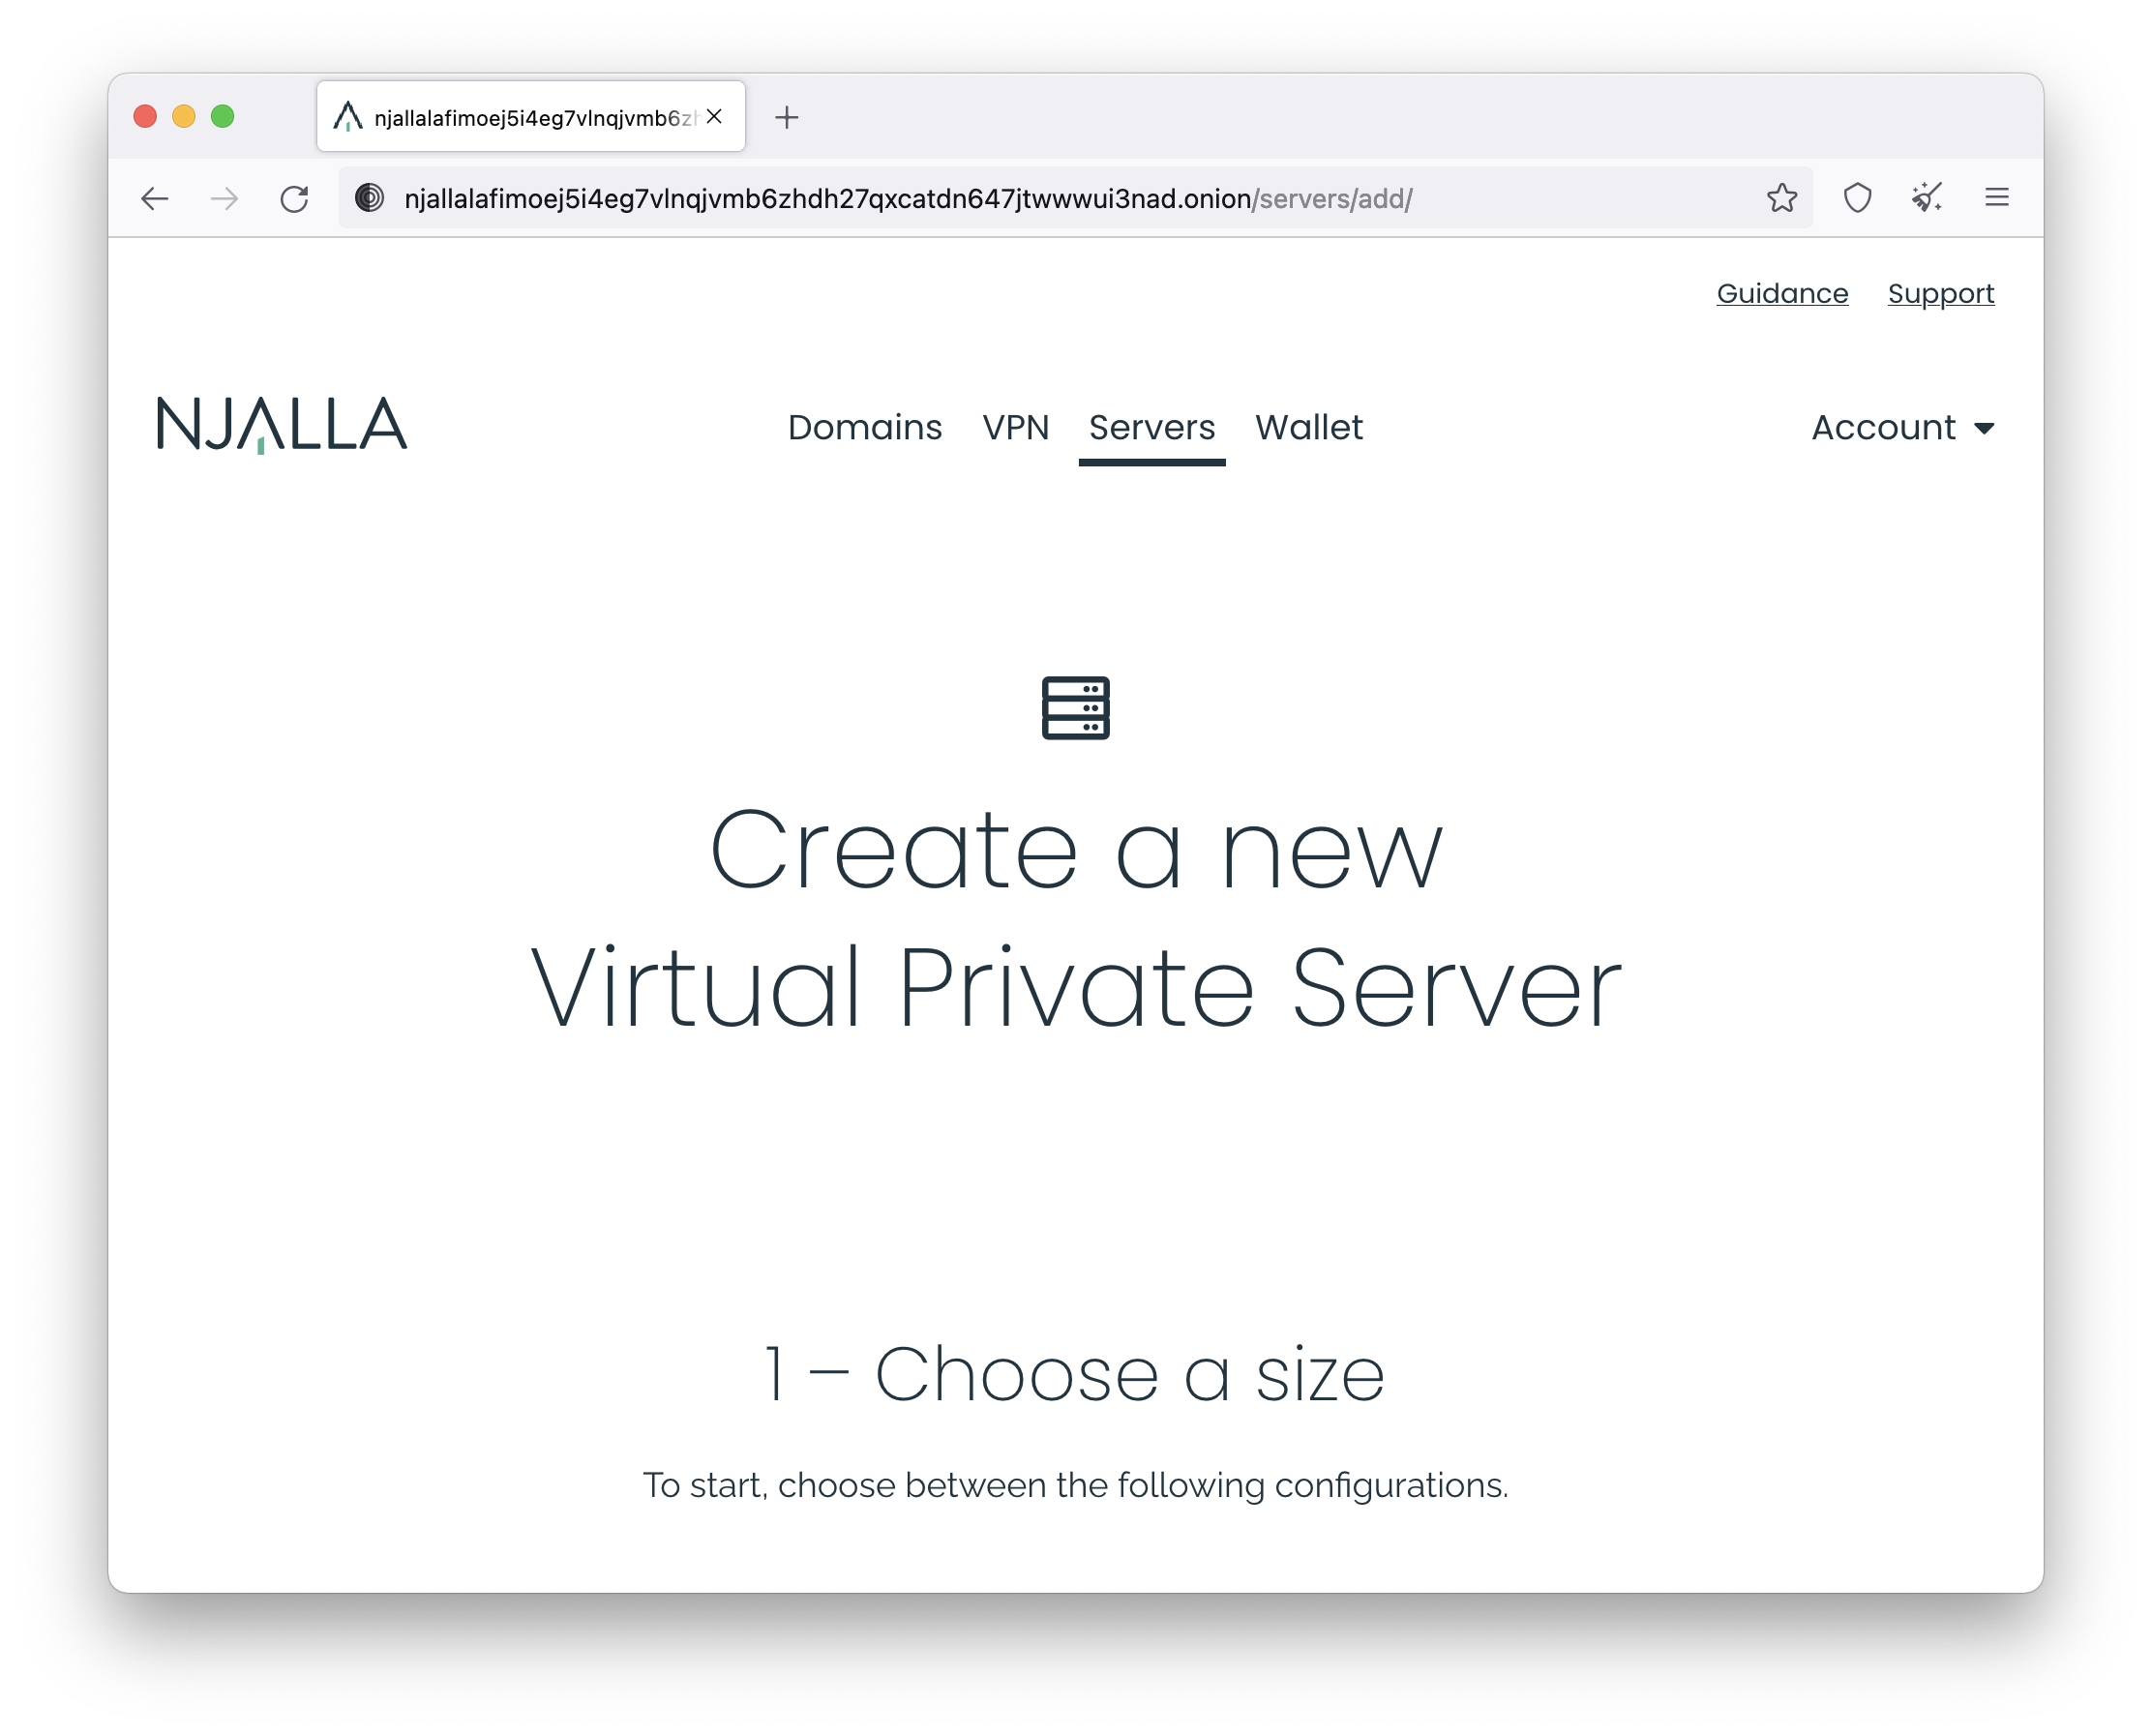 njallalafimoej5i4eg7vlnqjvmb6zh
njallalafimoej5i4eg7vlnqjvmb6zhdh27qxcatdn647jtwwwui3nad.onion/servers/add/
Guidance Support
NJALLA Domains VPN Servers Wallet Account
Create a new
Virtual Private Server
1 – Choose a size
To start, choose between the following configurations.